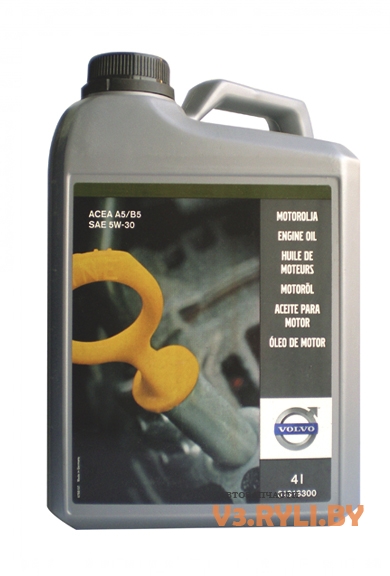 ACEA A5/B5
SAE 5W-30
MOTOROLJA
ENGINE OIL
HUILE DE
MOTEURS
MOTORÖL
ACEITE PARA
MOTOR
ÓLEO DE MOTOR
VOLVO
4l
V3.RYLI.BY